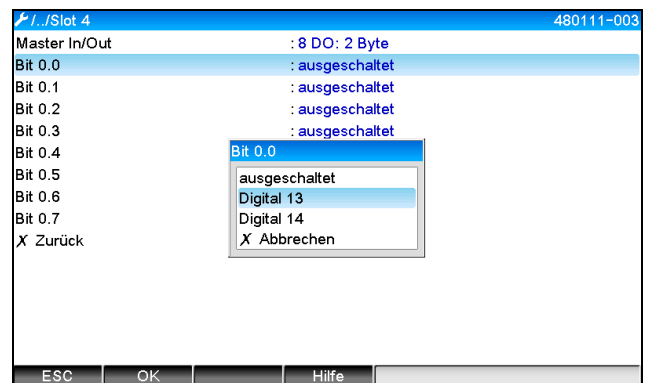 /../Slot 4 480111-003
Master In/Out : 8 DO: 2 Byte
Bit 0.0 : ausgeschaltet
Bit 0.1 : ausgeschaltet
Bit 0.2 : ausgeschaltet
Bit 0.3 : ausgeschaltet
Bit 0.4
Bit 0.5
Bit 0.6
Bit 0.7
X Zurück
Bit 0.0
ausgeschaltet
Digital 13
Digital 14
X Abbrechen
ESC OK Hilfe